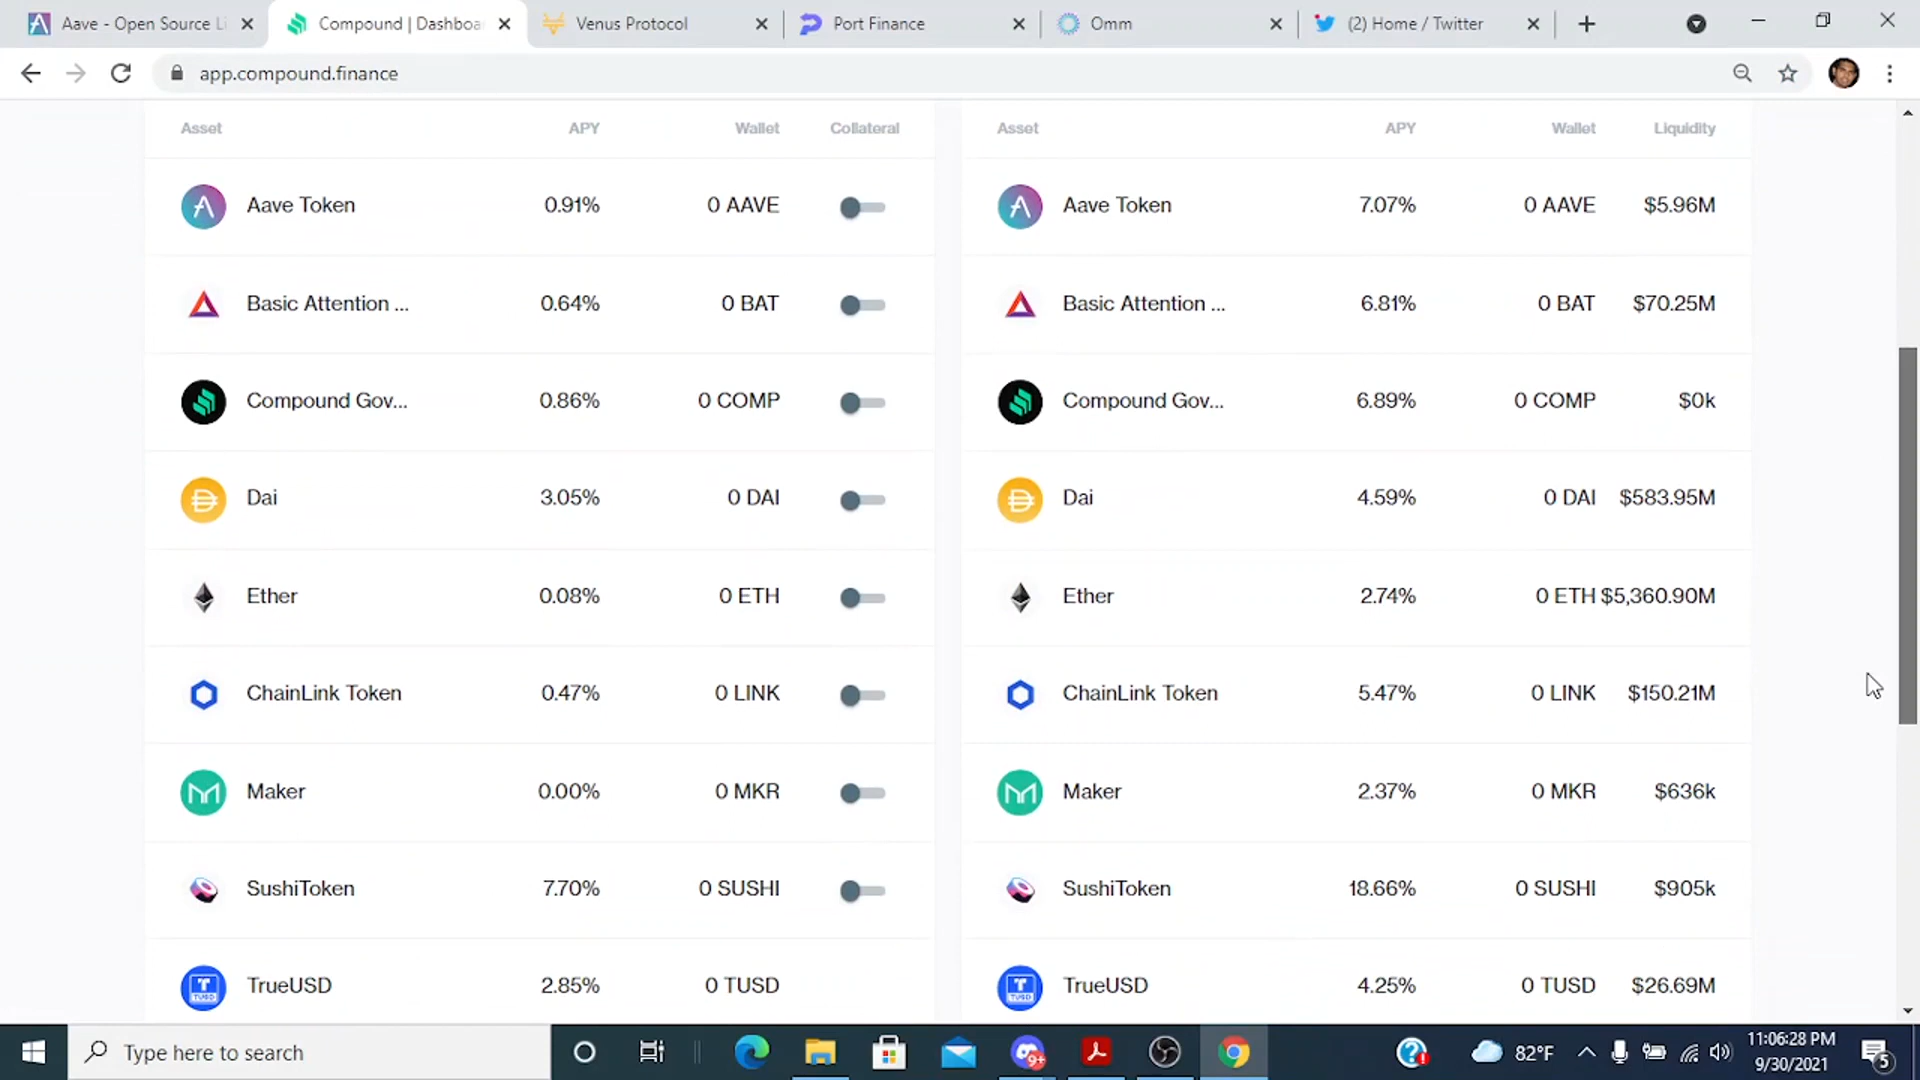 Aave - Open Source Li
Compound | Dashboa
Venus Protocol
Port Finance
Omm
(2) Home / Twitter
app.compound.finance
Asset APY Wallet Collateral
Asset APY Wallet Liquidity
Aave Token 0.91% 0 AAVE
Aave Token 7.07% 0 AAVE $5.96M
Basic Attention ... 0.64% 0 BAT
Basic Attention ... 6.81% 0 BAT $70.25M
Compound Gov... 0.86% 0 COMP
Compound Gov... 6.89% 0 COMP $0k
Dai 3.05% 0 DAI
Dai 4.59% 0 DAI $583.95M
Ether 0.08% 0 ETH
Ether 2.74% 0 ETH $5,360.90M
ChainLink Token 0.47% 0 LINK
ChainLink Token 5.47% 0 LINK $150.21M
Maker 0.00% 0 MKR
Maker 2.37% 0 MKR $636k
SushiToken 7.70% 0 SUSHI
SushiToken 18.66% 0 SUSHI $905k
T TUSD TrueUSD 2.85% 0 TUSD
T TUSD TrueUSD 4.25% 0 TUSD $26.69M
Type here to search
9+
82°F
11:06:28 PM
9/30/2021
5